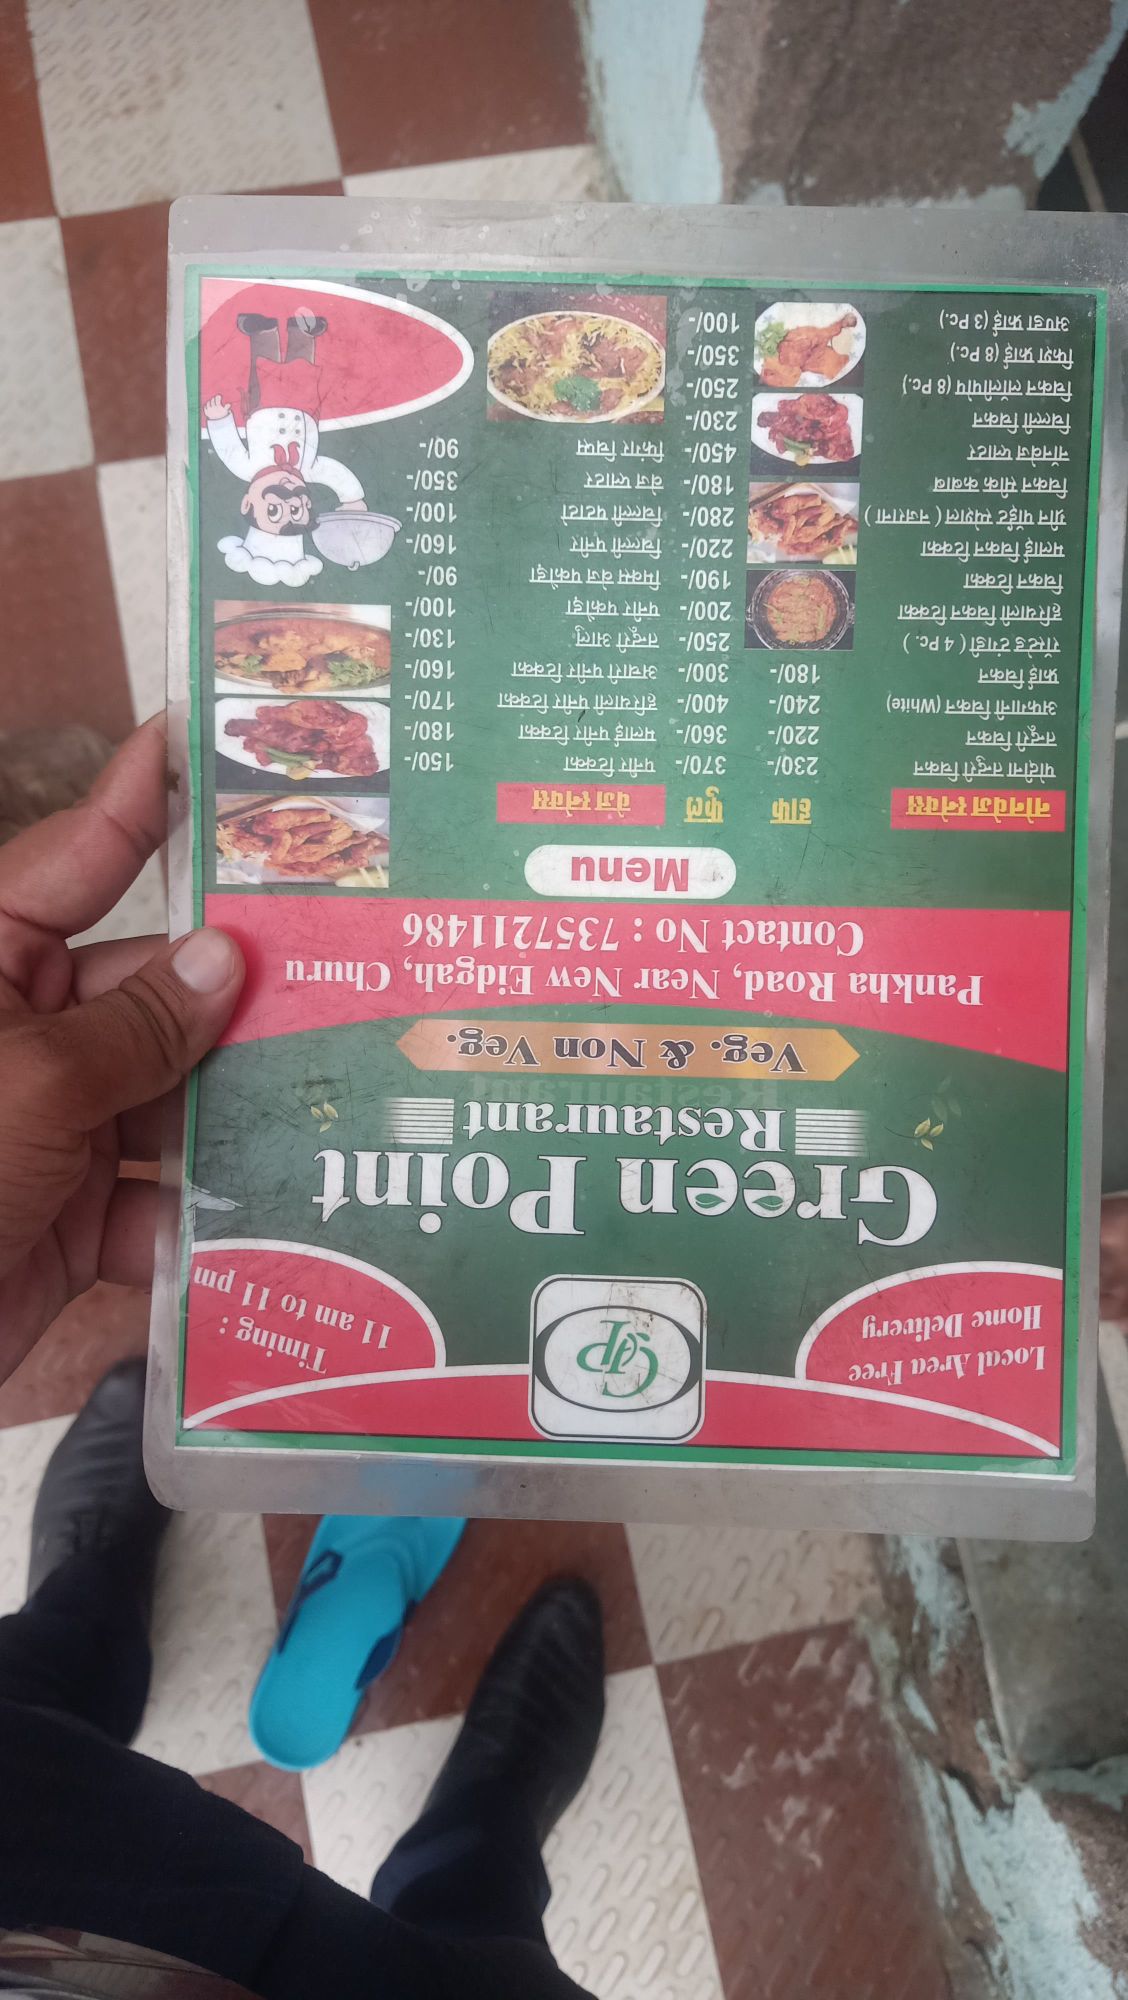 Local Area Free
Home Delivery
GP
Timing :
11 am to 11 pm
Green Point
Restaurant
Veg. & Non Veg.
Pankha Road, Near New Eidgah, Churu
Contact No : 7357211486
Menu
नोनवेज स्नेक्स हाफ फुल
पोदीना तन्दुरी चिकन 230/- 370/-
तन्दूरी चिकन 220/- 360/-
अफगानी चिकन (White) 240/- 400/-
फ्राई चिकन 180/- 300/-
रोस्टेड टंगडी ( 4 Pc. ) 250/-
हरियाली चिकन टिक्का 200/-
चिकन टिक्का 190/-
मलाई चिकन टिक्का 220/-
ग्रीन पॉईंट स्पेशल ( नजराना ) 280/-
चिकन सीक कबाब 180/-
नॉनवेज प्लाटर 450/-
चिल्ली चिकन 230/-
चिकन लॉलीपोप (8 Pc.) 250/-
फिश फ्राई (8 Pc.) 350/-
अण्डा फ्राई (3 Pc.) 100/-
वेज स्नेक्स
पनीर टिक्का 150/-
मलाई पनीर टिक्का 180/-
हरियाली पनीर टिक्का 170/-
अचारी पनीर टिक्का 160/-
तन्दूरी आलू 130/-
पनीर पकोड़ा 100/-
मिक्स वेज पकोड़ा 90/-
चिल्ली पनीर 160/-
चिल्ली पटाटो 100/-
वेज प्लाटर 350/-
फिंगर चिप्स 90/-